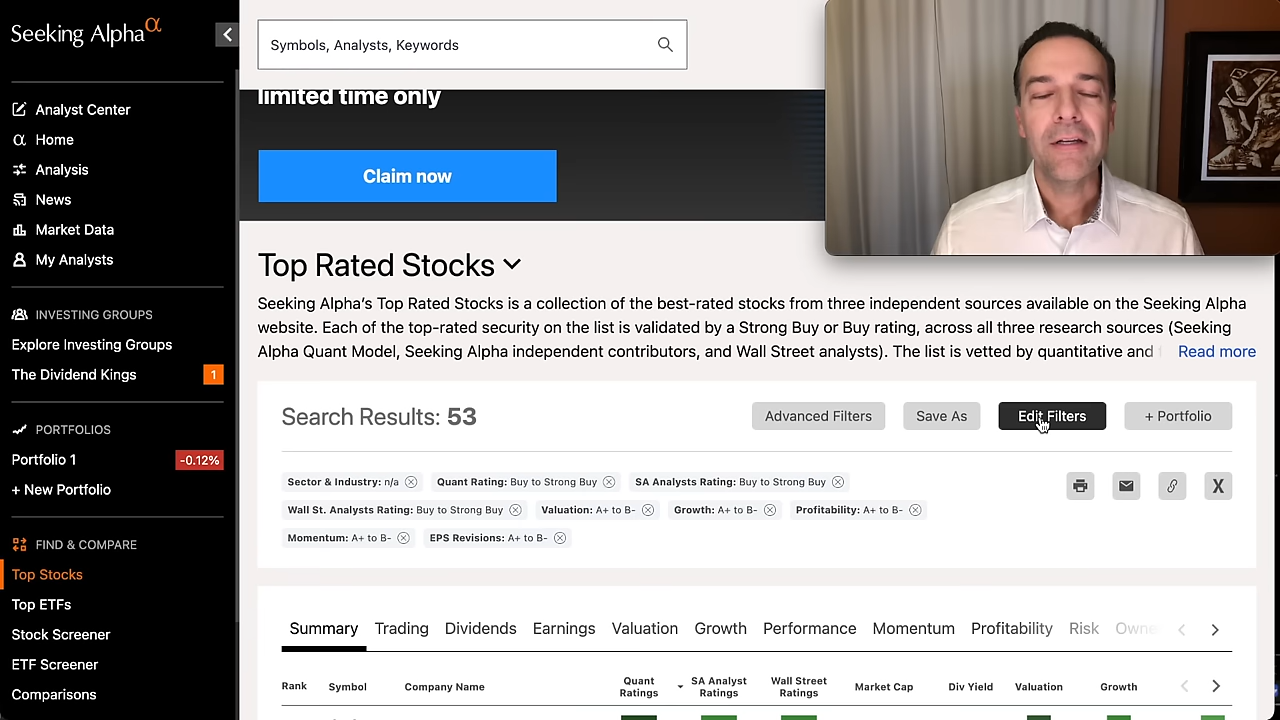 Seeking Alpha α
Symbols, Analysts, Keywords
limited time only
Claim now
Analyst Center
Home
Analysis
News
Market Data
My Analysts
INVESTING GROUPS
Explore Investing Groups
The Dividend Kings 1
PORTFOLIOS
Portfolio 1 -0.12%
+ New Portfolio
FIND & COMPARE
Top Stocks
Top ETFs
Stock Screener
ETF Screener
Comparisons
Top Rated Stocks
Seeking Alpha's Top Rated Stocks is a collection of the best-rated stocks from three independent sources available on the Seeking Alpha
website. Each of the top-rated security on the list is validated by a Strong Buy or Buy rating, across all three research sources (Seeking
Alpha Quant Model, Seeking Alpha independent contributors, and Wall Street analysts). The list is vetted by quantitative and Read more
Search Results: 53
Advanced Filters Save As Edit Filters + Portfolio
Sector & Industry: n/a Quant Rating: Buy to Strong Buy SA Analysts Rating: Buy to Strong Buy
Wall St. Analysts Rating: Buy to Strong Buy Valuation: A+ to B- Growth: A+ to B- Profitability: A+ to B-
Momentum: A+ to B- EPS Revisions: A+ to B-
X
Summary Trading Dividends Earnings Valuation Growth Performance Momentum Profitability Risk
Rank Symbol Company Name Quant Ratings SA Analyst Ratings Wall Street Ratings Market Cap Div Yield Valuation Growth